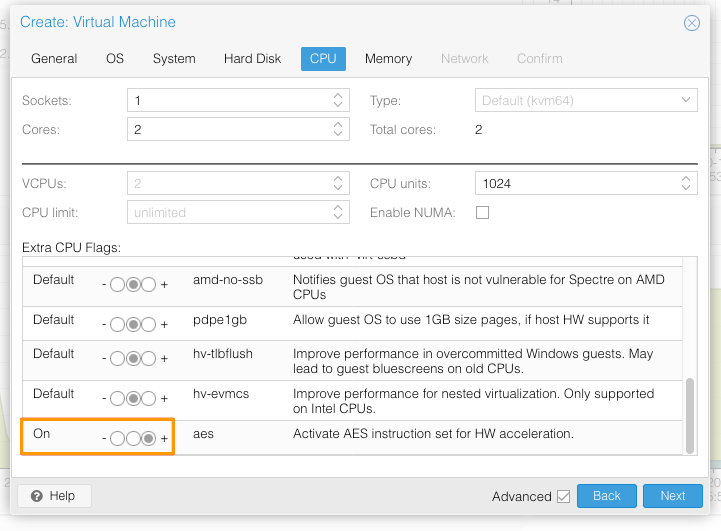 Create: Virtual Machine
General OS System Hard Disk CPU Memory Network Confirm
Sockets: 1 Type: Default (kvm64)
Cores: 2 Total cores: 2
VCPUs: 2 CPU units: 1024
CPU limit: unlimited Enable NUMA:
Extra CPU Flags:
Default - + amd-no-ssb Notifies guest OS that host is not vulnerable for Spectre on AMD
CPUs
Default - + pdpe1gb Allow guest OS to use 1GB size pages, if host HW supports it
Default - + hv-tlbflush Improve performance in overcommitted Windows guests. May
lead to guest bluescreens on old CPUs.
Default - + hv-evmcs Improve performance for nested virtualization. Only supported
on Intel CPUs.
On - + aes Activate AES instruction set for HW acceleration.
Help Advanced Back Next